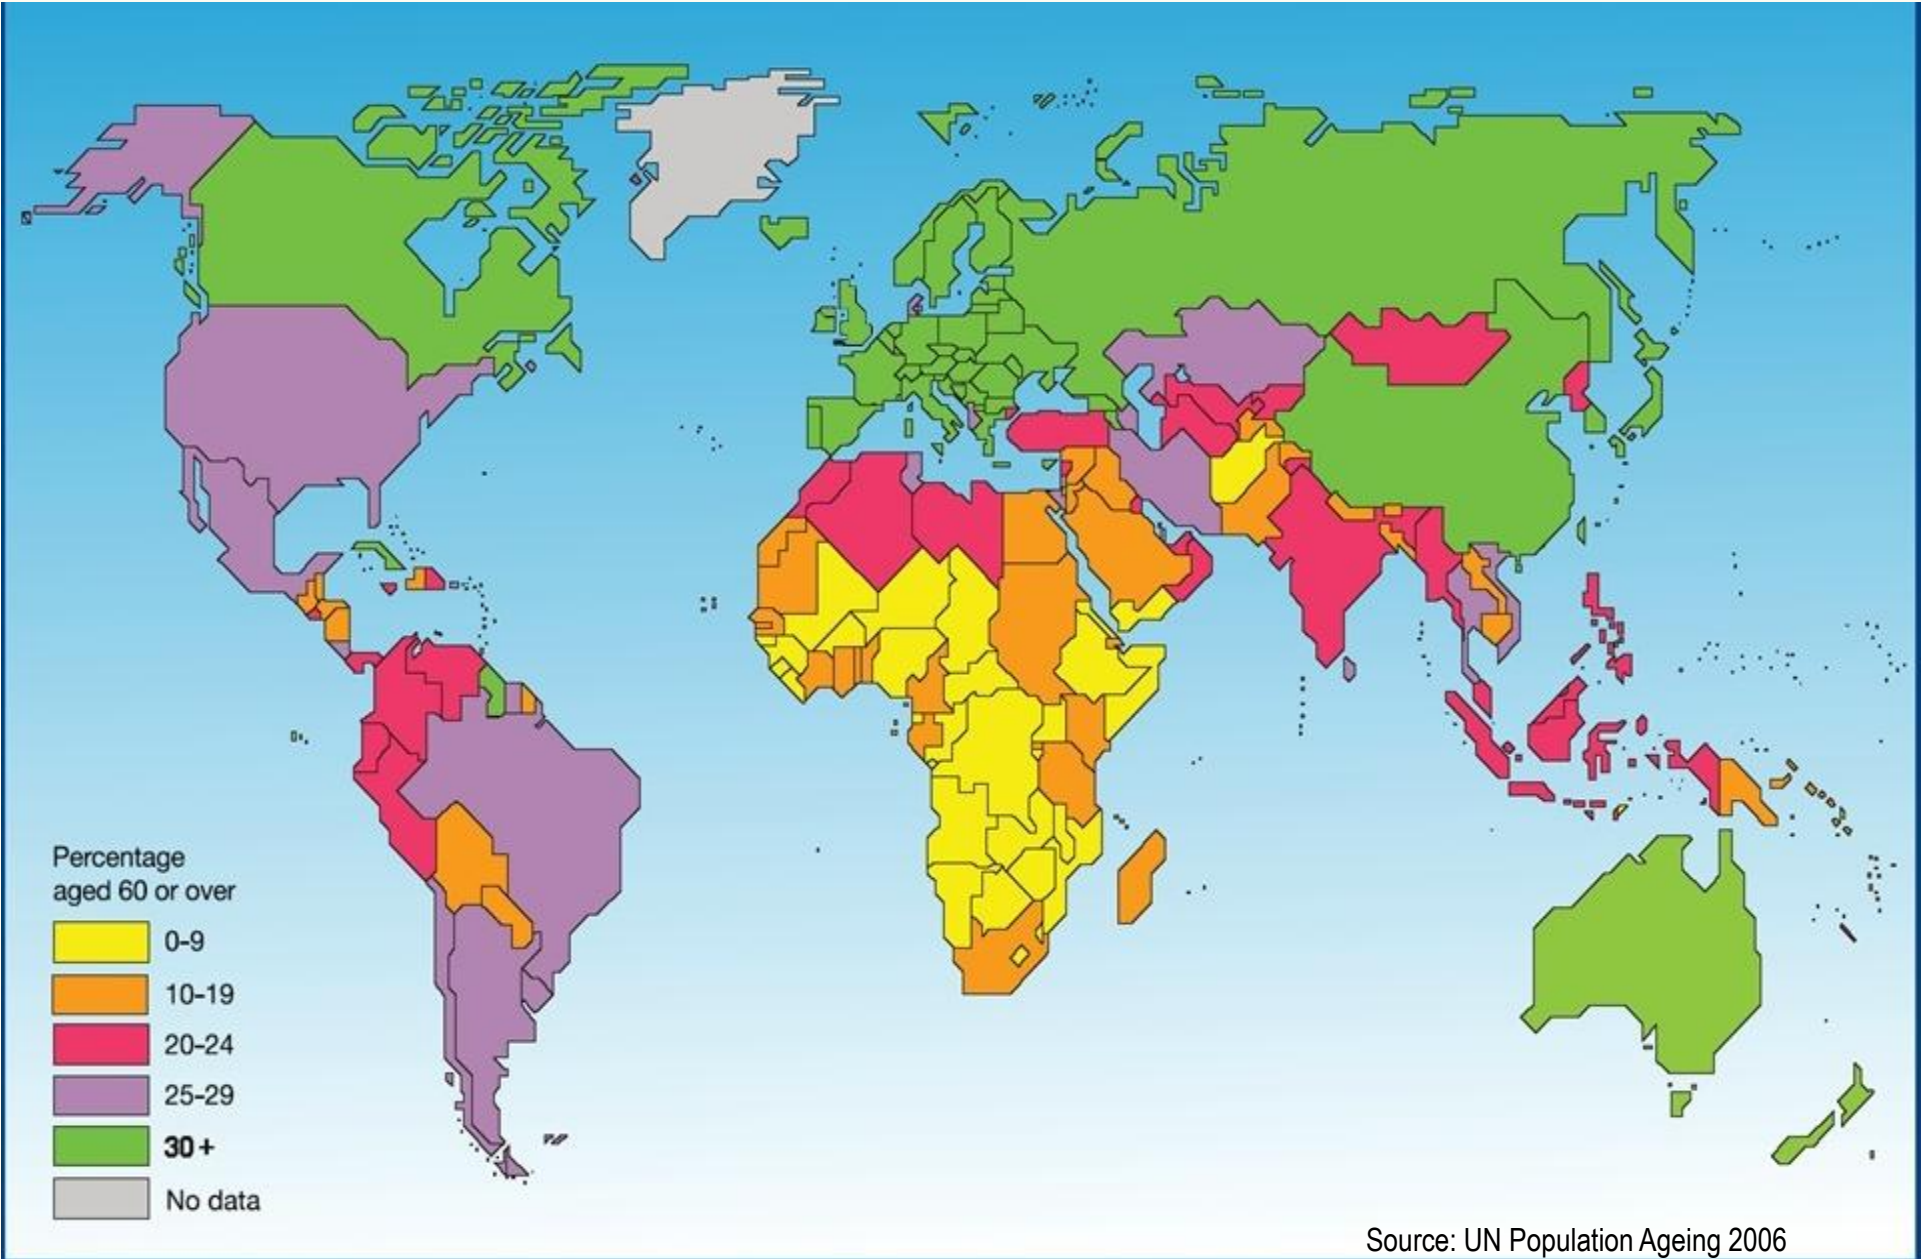 Percentage
aged 60 or over
0-9
10-19
20-24
25-29
30+
No data
Source: UN Population Ageing 2006